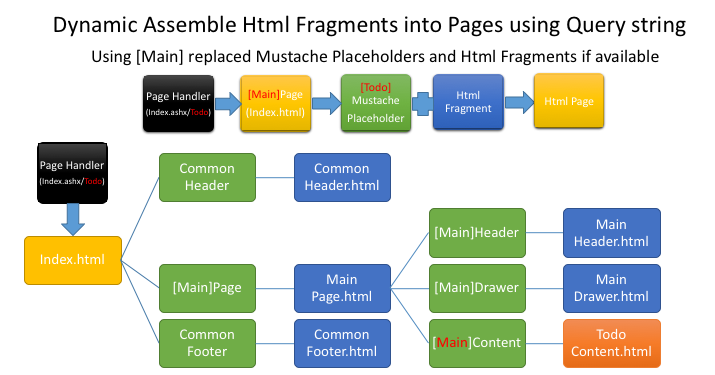 Dynamic Assemble Html Fragments into Pages using Query string
Using [Main] replaced Mustache Placeholders and Html Fragments if available
Page Handler
(Index.ashx/Todo)
[Main]Page
(Index.html)
[Todo]
Mustache
Placeholder
Html
Fragment
Html Page
Page Handler
(Index.ashx/Todo)
Index.html
Common
Header
Common
Header.html
[Main]Page
Main
Page.html
Common
Footer
Common
Footer.html
[Main]Header
Main
Header.html
[Main]Drawer
Main
Drawer.html
[Main]Content
Todo
Content.html